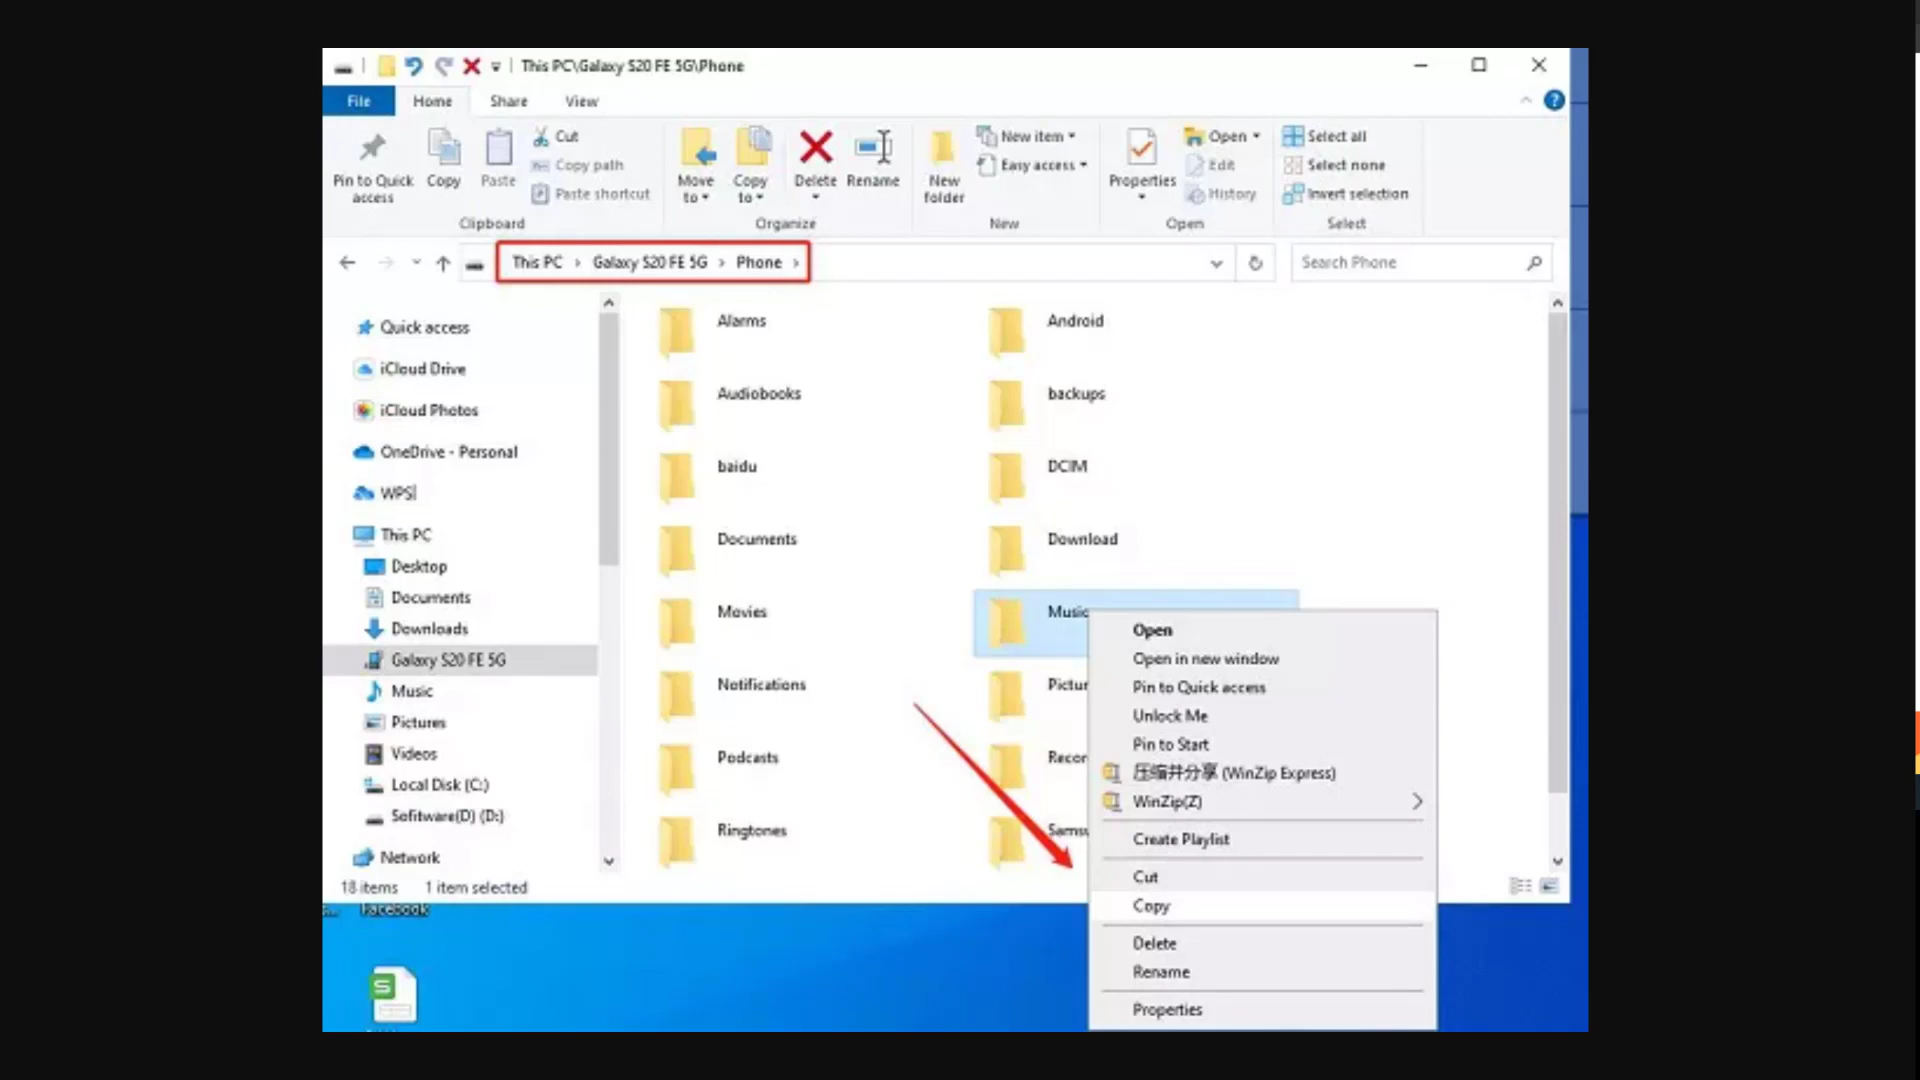 This PC\Galaxy S20 FE 5G\Phone
File Home Share View
Pin to Quick access
Copy
Paste
Cut
Copy path
Paste shortcut
Clipboard
Move to
Copy to
Delete
Rename
Organize
New folder
New item
Easy access
New
Properties
Open
Edit
History
Open
Select all
Select none
Invert selection
Select
This PC › Galaxy S20 FE 5G › Phone ›
Search Phone
Quick access
iCloud Drive
iCloud Photos
OneDrive - Personal
WPS
This PC
Desktop
Documents
Downloads
Galaxy S20 FE 5G
Music
Pictures
Videos
Local Disk (C:)
Sofitware(D) (D:)
Network
Alarms
Android
Audiobooks
backups
baidu
DCIM
Documents
Download
Movies
Music
Notifications
Pictur
Podcasts
Recor
Ringtones
Sams
Open
Open in new window
Pin to Quick access
Unlock Me
Pin to Start
压缩并分享 (WinZip Express)
WinZip(Z)
Create Playlist
Cut
Copy
Delete
Rename
Properties
18 items 1 item selected
Facebook